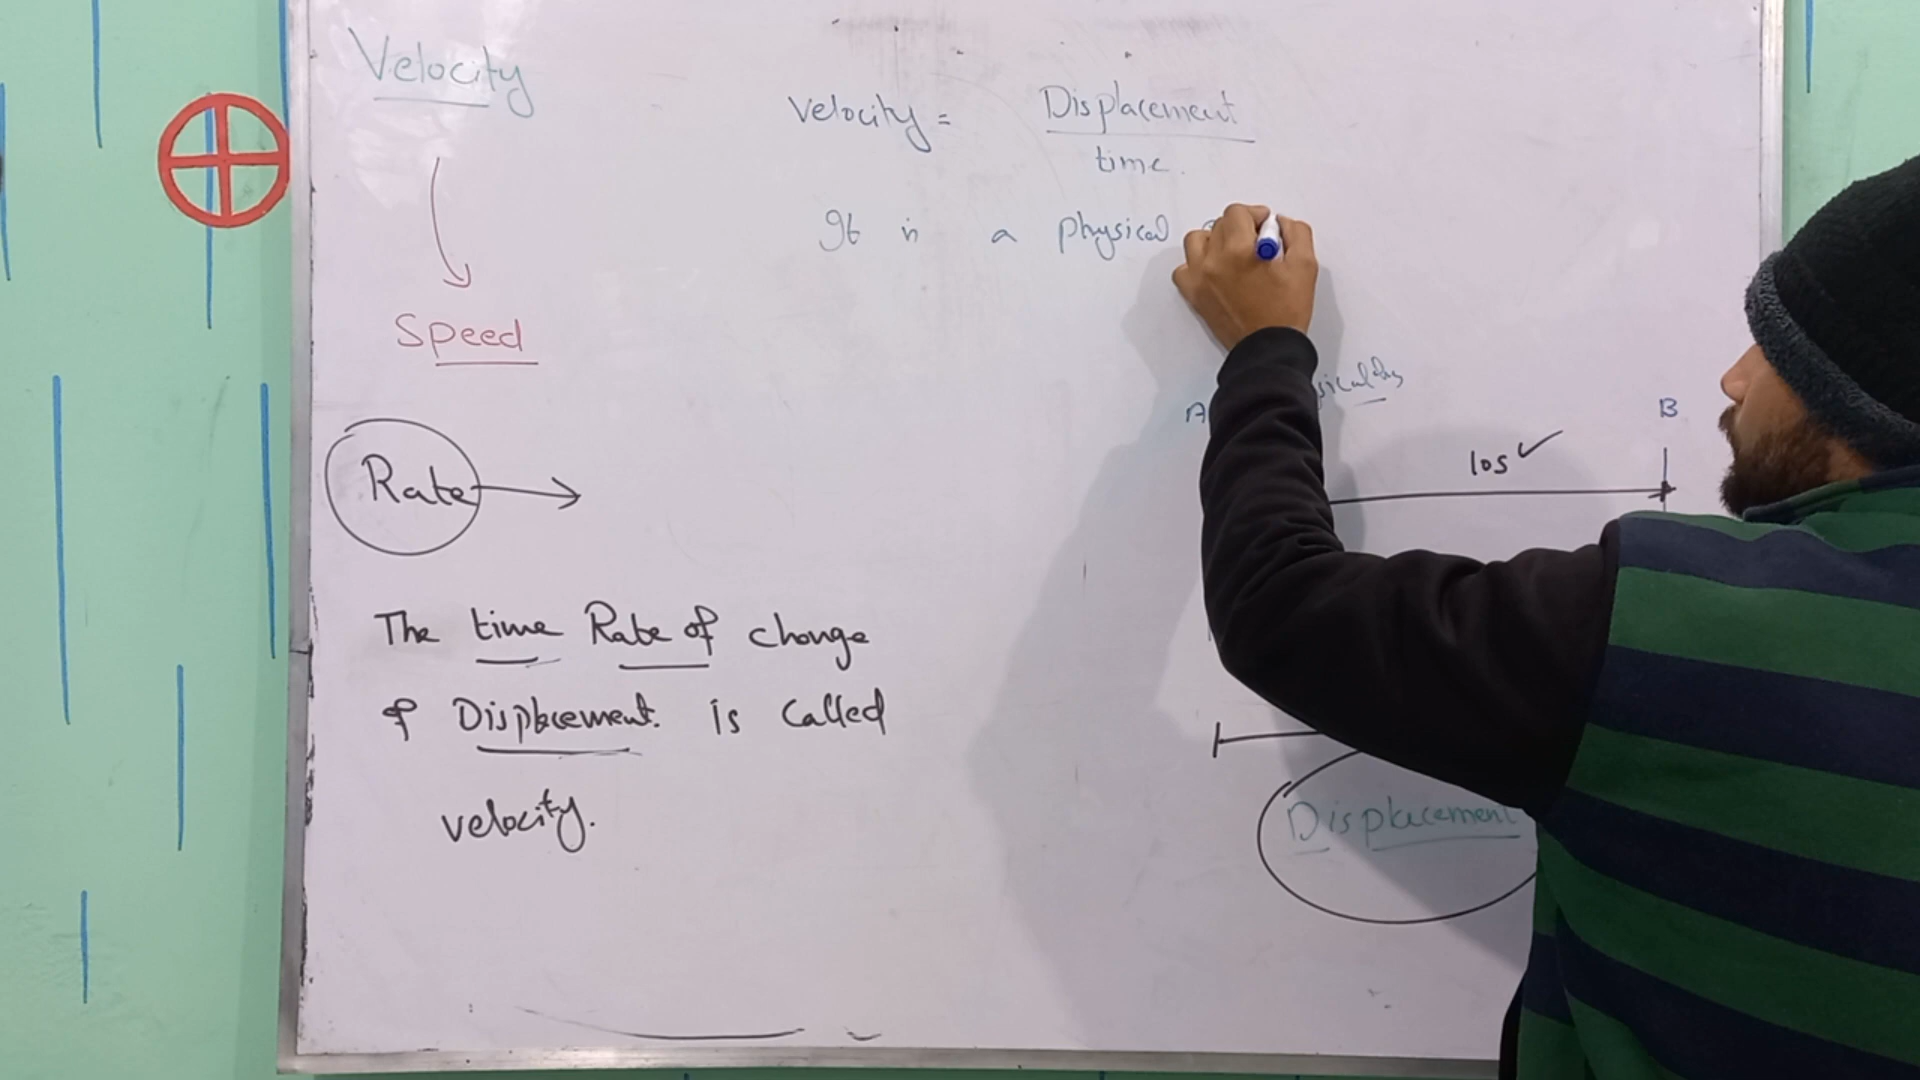 Velocity
Speed
Rate
The time Rate of change
of Displacement. is called
velocity.
Velocity = Displacement
time.
It is a physical
A
B
10s
Displacement